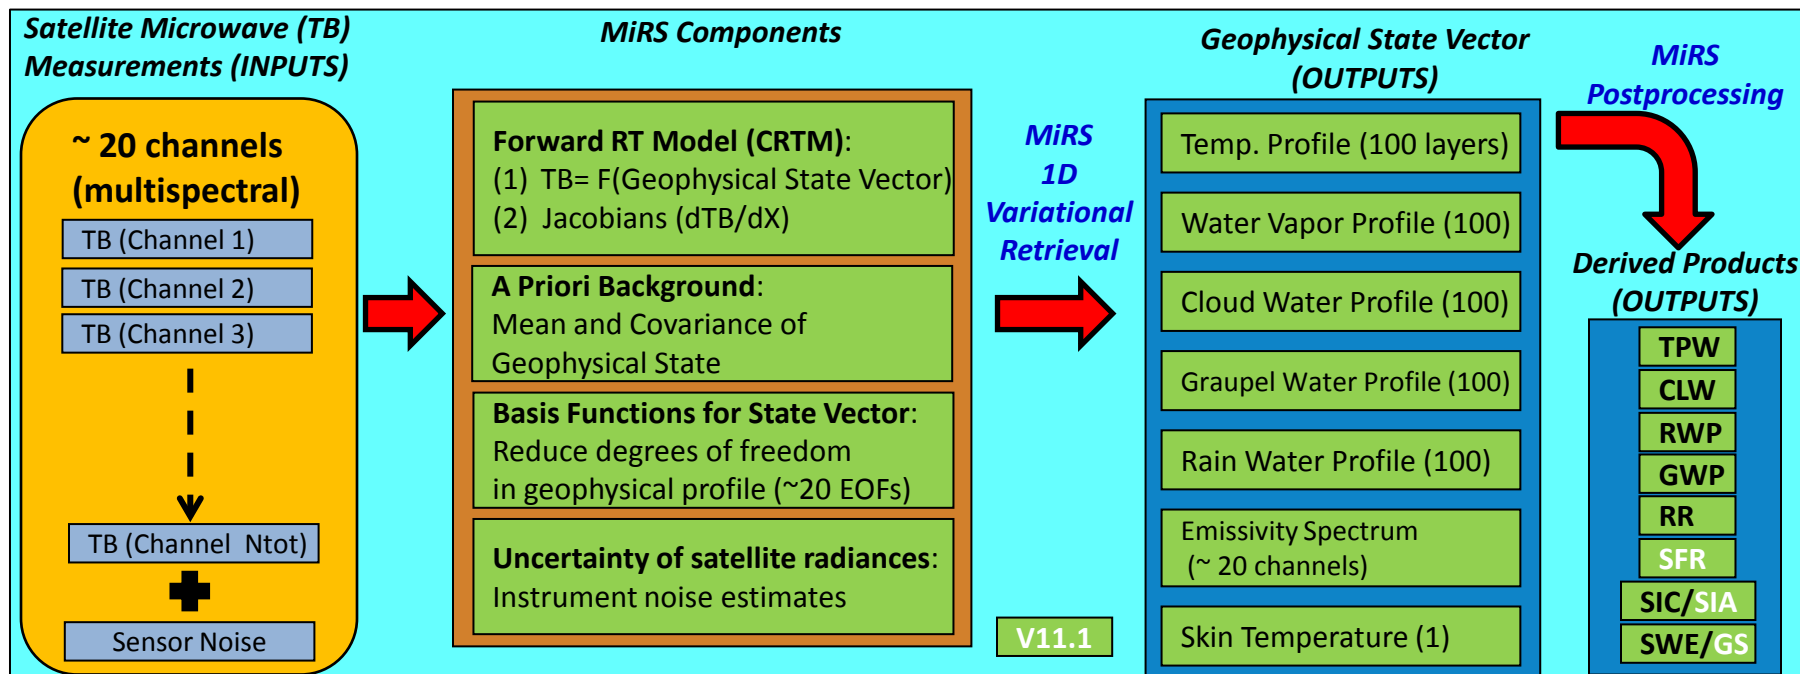 Satellite Microwave (TB)
Measurements (INPUTS)
~ 20 channels
(multispectral)
TB (Channel 1)
TB (Channel 2)
TB (Channel 3)
TB (Channel Ntot)
Sensor Noise
MiRS Components
Forward RT Model (CRTM):
(1) TB= F(Geophysical State Vector)
(2) Jacobians (dTB/dX)
A Priori Background:
Mean and Covariance of
Geophysical State
Basis Functions for State Vector:
Reduce degrees of freedom
in geophysical profile (~20 EOFs)
Uncertainty of satellite radiances:
Instrument noise estimates
MiRS
1D
Variational
Retrieval
V11.1
Geophysical State Vector
(OUTPUTS)
Temp. Profile (100 layers)
Water Vapor Profile (100)
Cloud Water Profile (100)
Graupel Water Profile (100)
Rain Water Profile (100)
Emissivity Spectrum
(~ 20 channels)
Skin Temperature (1)
MiRS
Postprocessing
Derived Products
(OUTPUTS)
TPW
CLW
RWP
GWP
RR
SFR
SIC/SIA
SWE/GS